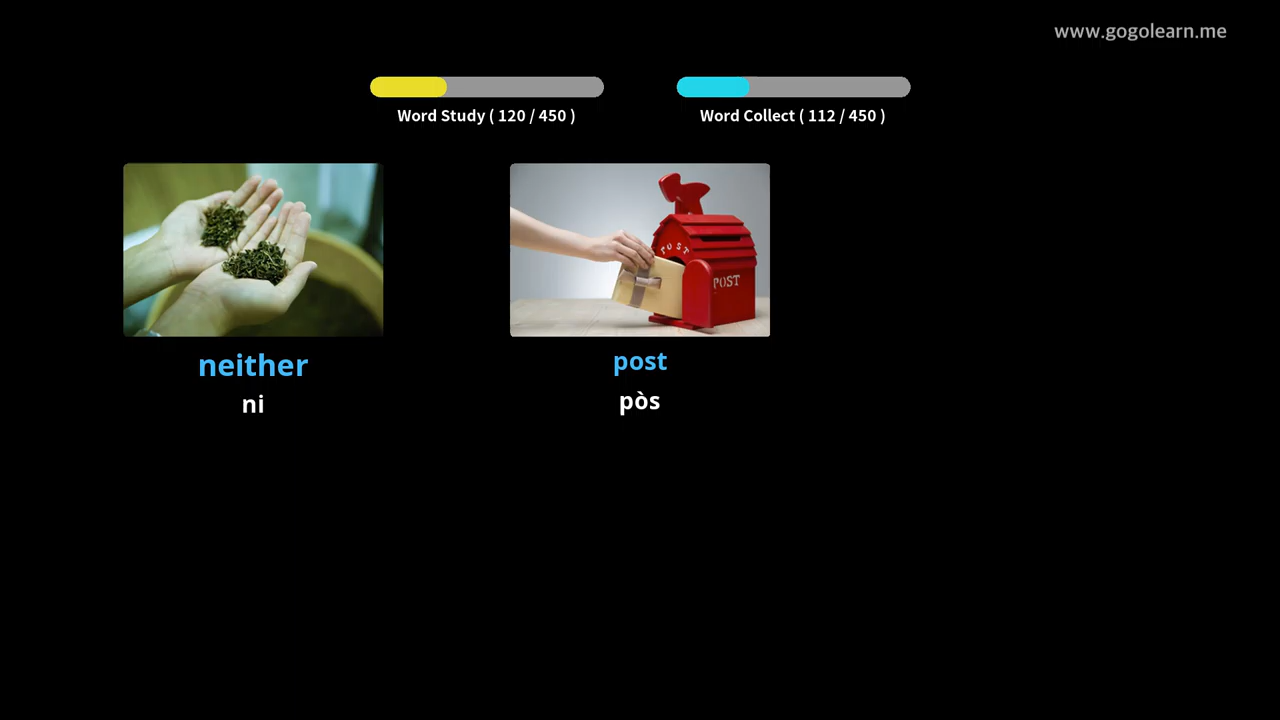 www.gogolearn.me
Word Study ( 120 / 450 )
Word Collect ( 112 / 450 )
POST
POST
neither
post
ni
pòs